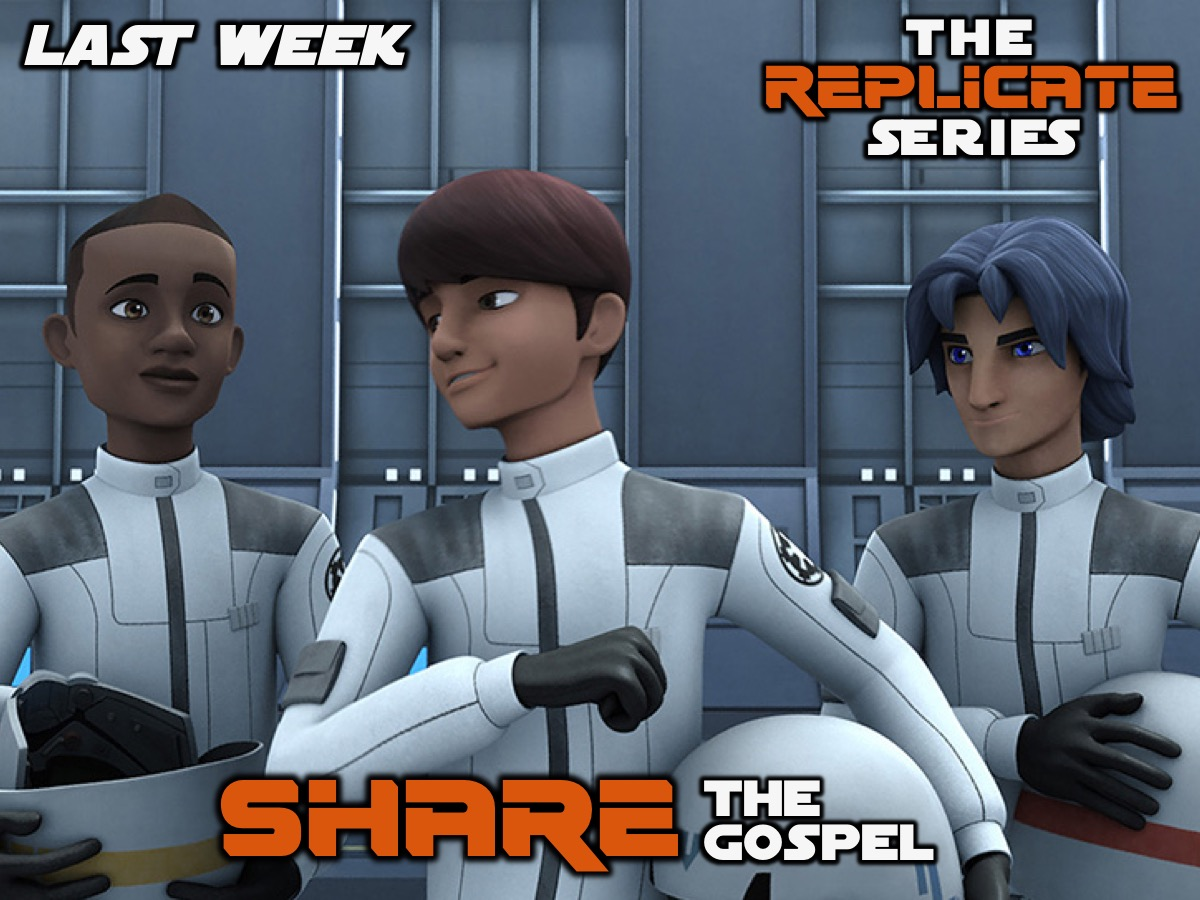 LAST WEEK
THE
REPLiCATE
SERIES
SHARE
THE
GOSPEL